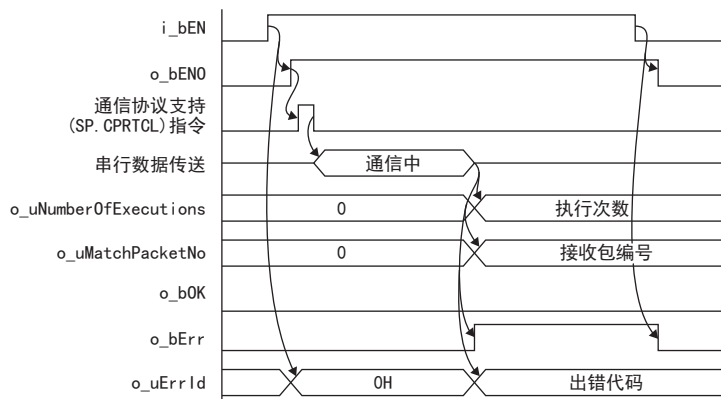 i_bEN
o_bENO
通信协议支持
(SP.CPRTCL)指令
串行数据传送
通信中
o_uNumberOfExecutions
0
执行次数
o_uMatchPacketNo
0
接收包编号
o_bOK
o_bErr
o_uErrId
0H
出错代码